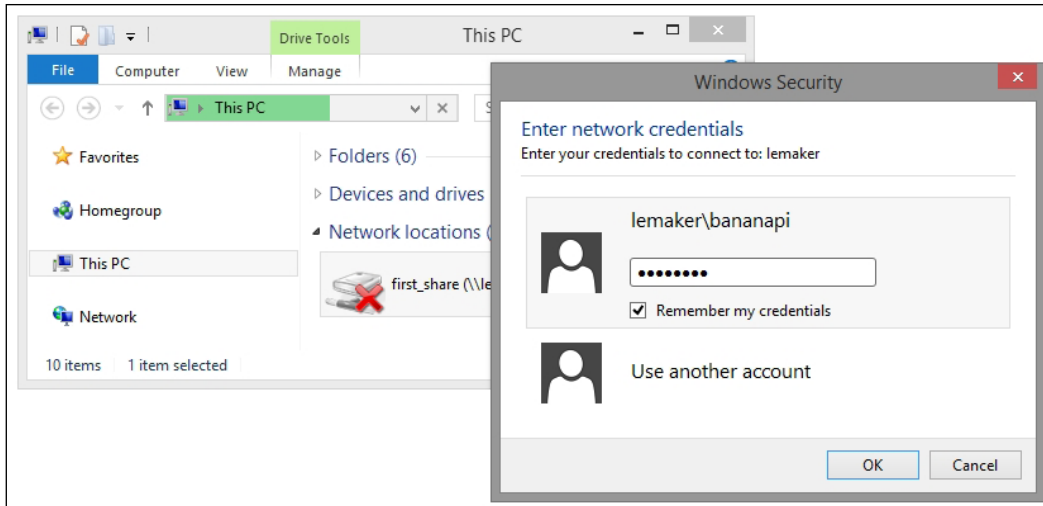 Drive Tools
This PC
File
Computer
View
Manage
This PC
Favorites
Homegroup
This PC
Network
Folders (6)
Devices and drives
Network locations (
first_share (\\le
10 items
1 item selected
Windows Security
Enter network credentials
Enter your credentials to connect to: lemaker
lemaker\bananapi
••••••••
Remember my credentials
Use another account
OK
Cancel